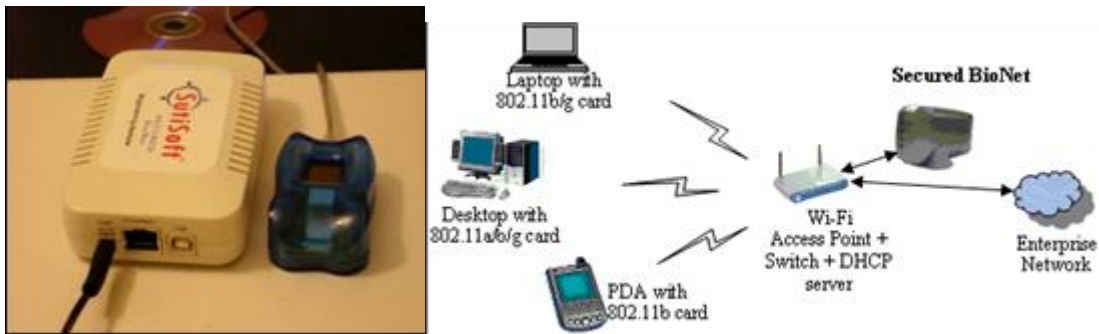 SuriSoft
Laptop with
802.11b/g card
Secured BioNet
Desktop with
802.11a/b/g card
Wi-Fi
Access Point +
Switch + DHCP
server
Enterprise
Network
PDA with
802.11b card